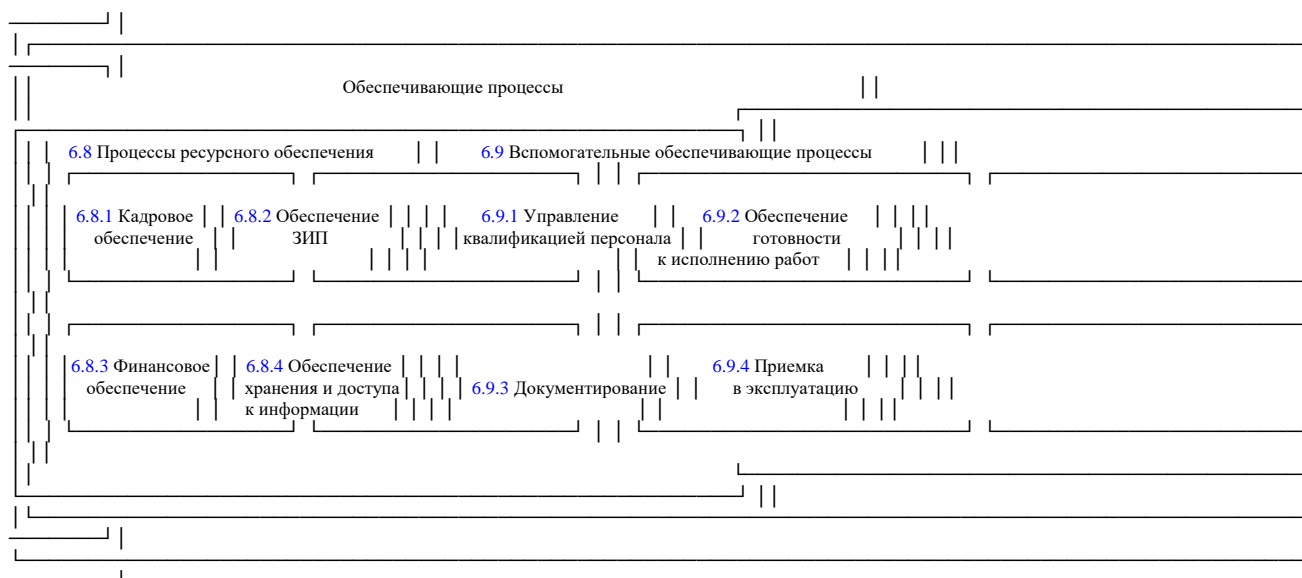 Обеспечивающие процессы
6.8 Процессы ресурсного обеспечения 6.9 Вспомогательные обеспечивающие процессы
6.8.1 Кадровое 6.8.2 Обеспечение 6.9.1 Управление 6.9.2 Обеспечение
обеспечение ЗИП квалификацией персонала готовности
к исполнению работ
6.8.3 Финансовое 6.8.4 Обеспечение 6.9.4 Приемка
обеспечение хранения и доступа 6.9.3 Документирование в эксплуатацию
к информации